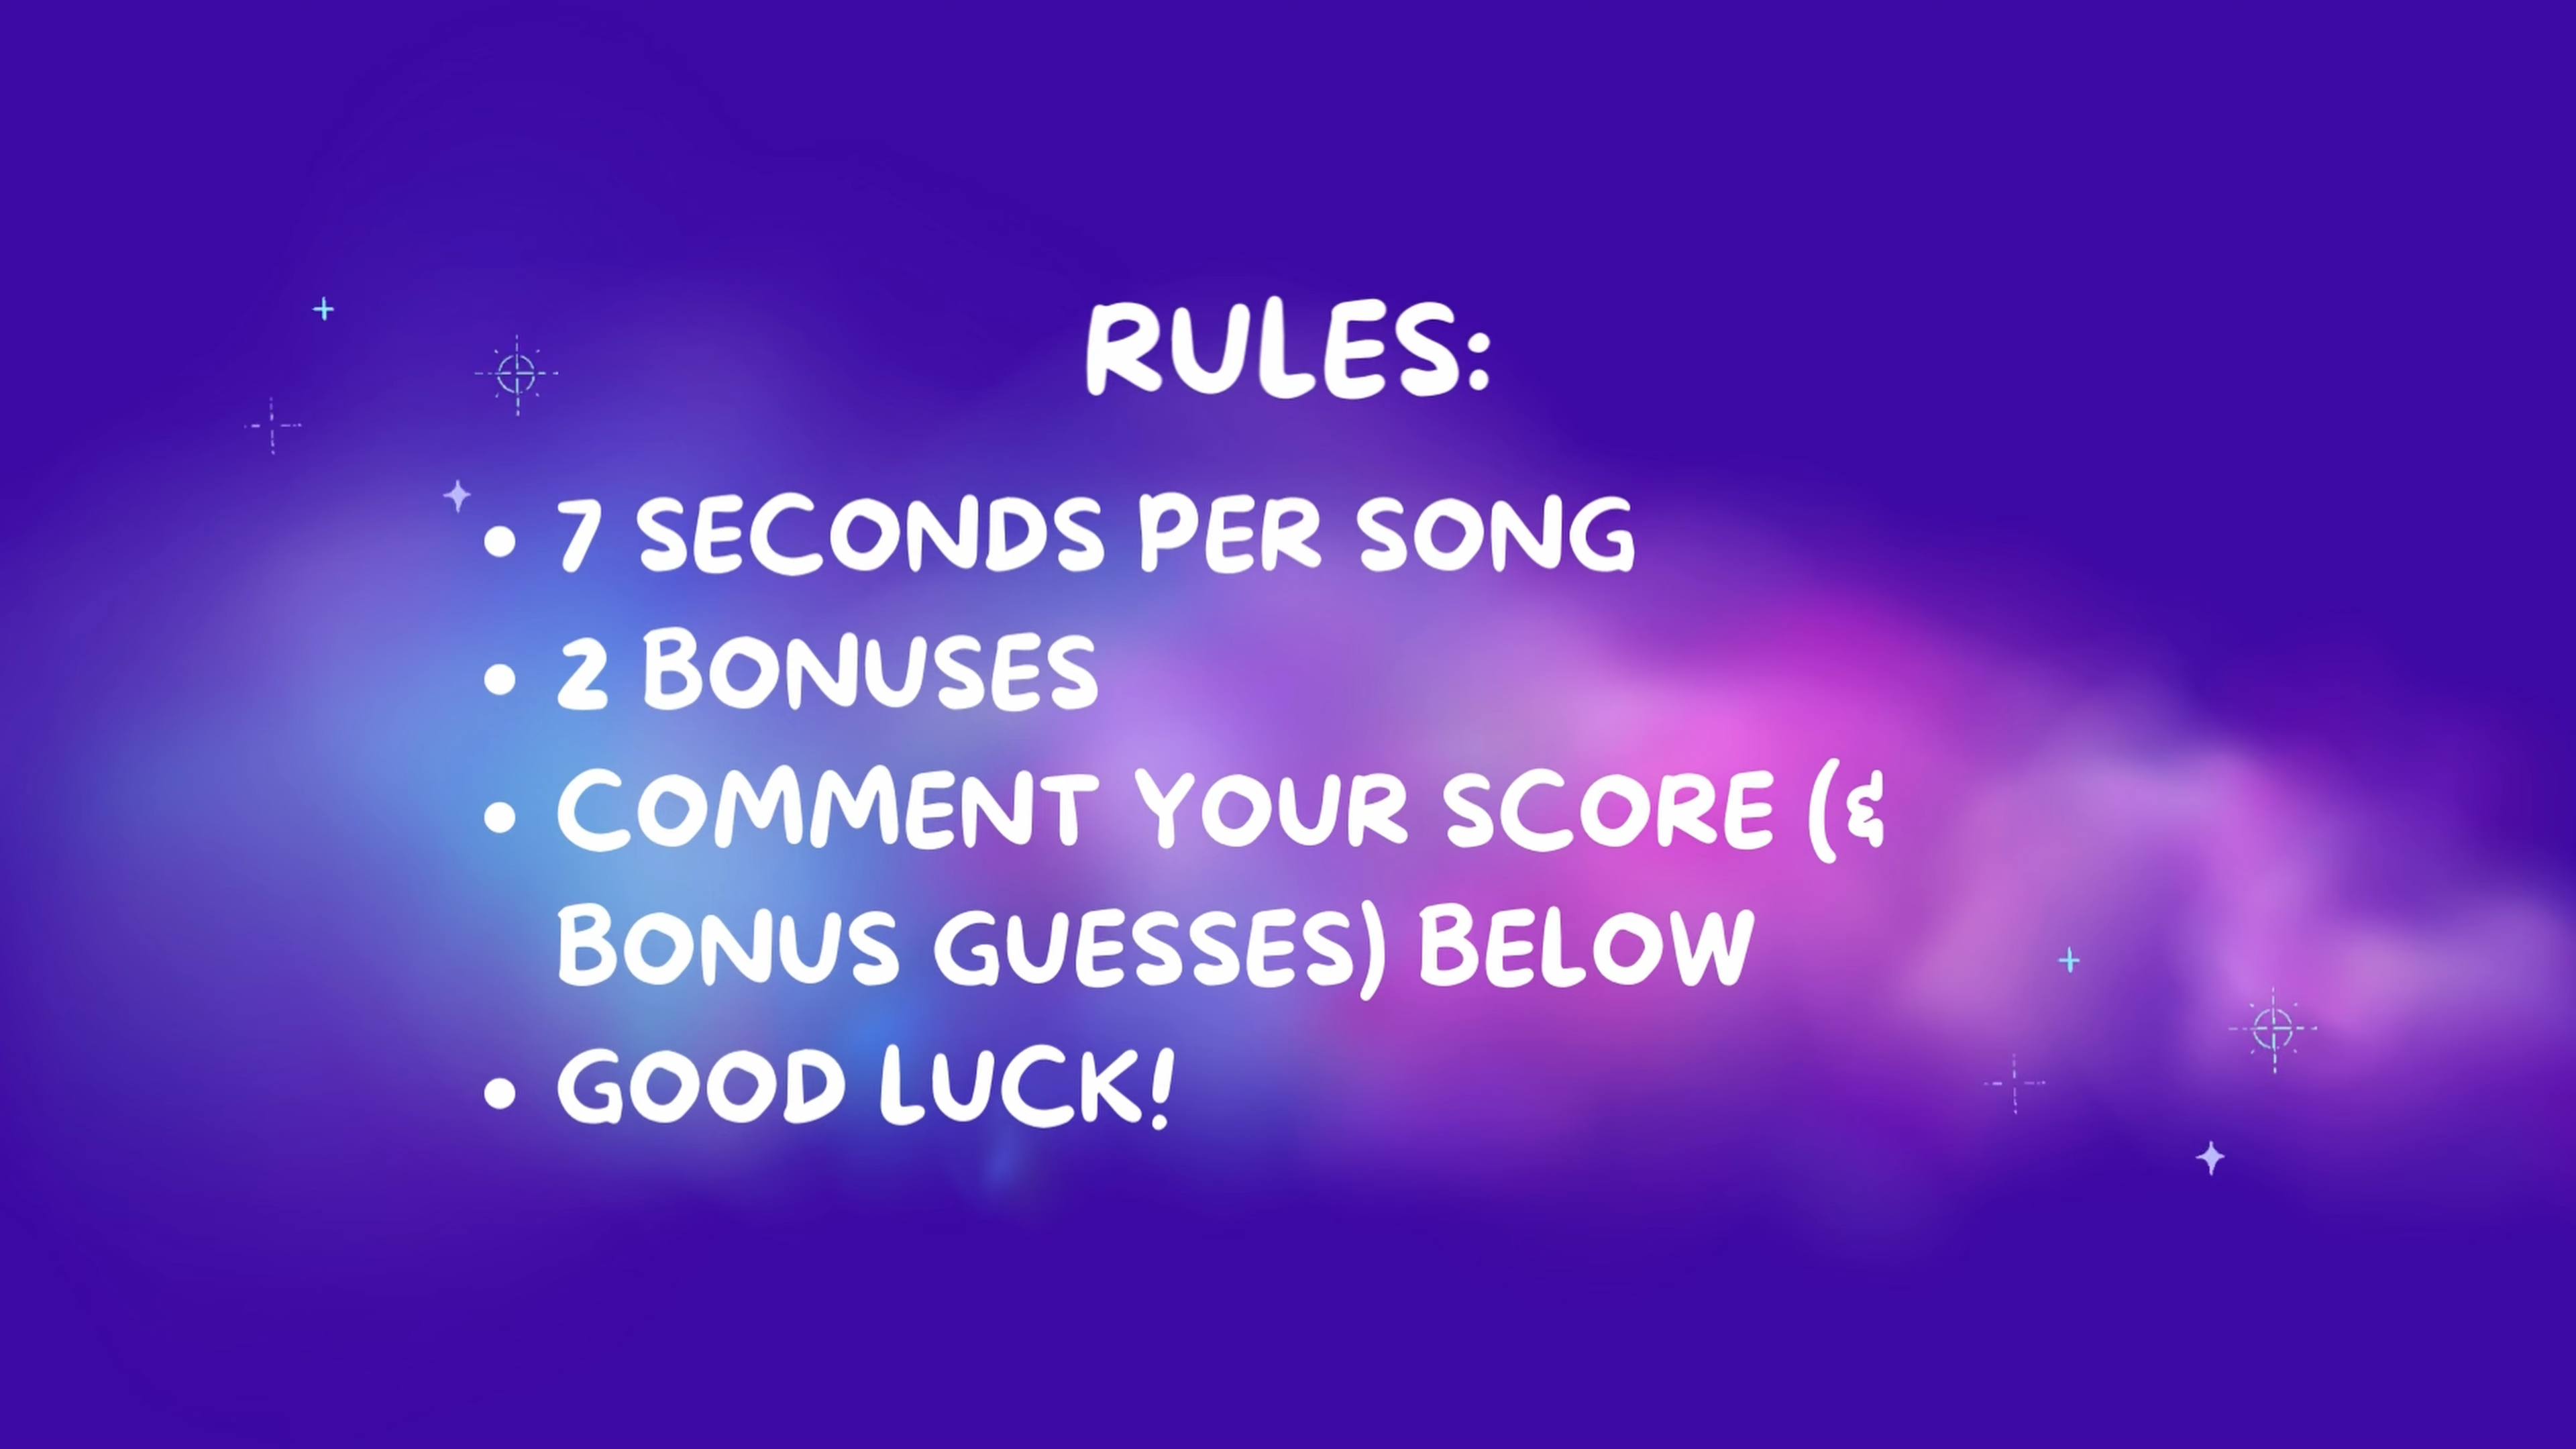 RULES:
• 7 SECONDS PER SONG
• 2 BONUSES
• COMMENT YOUR SCORE (&
BONUS GUESSES) BELOW
• GOOD LUCK!